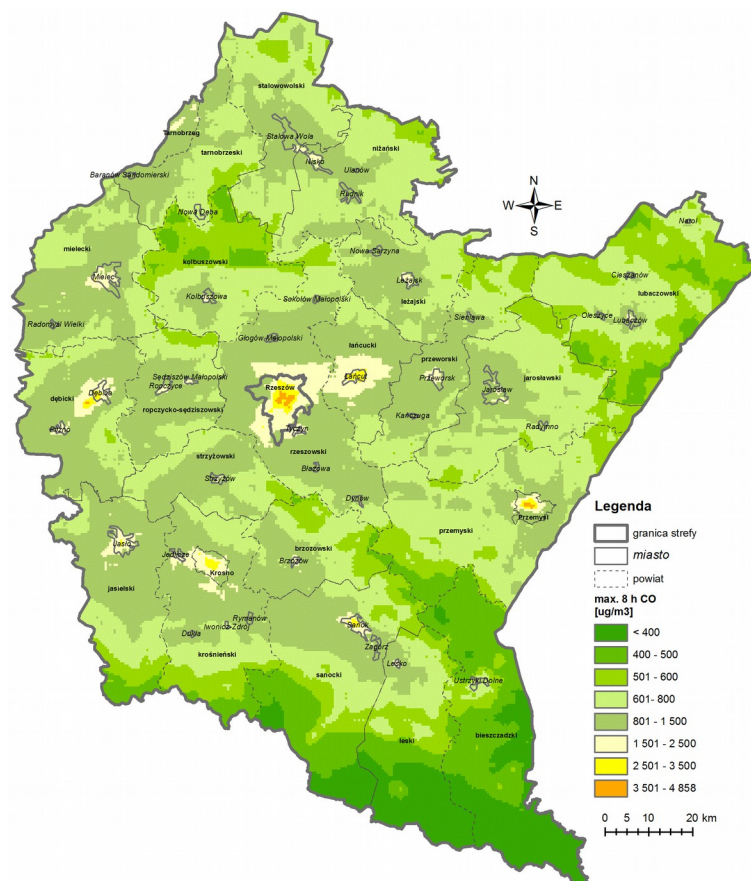 stalowowolski
Tarnobrzeg
Stalowa Wola
tarnobrzeski
Nisko
niżański
Ulanów
Baranów Sandomierski
Rudnik
N
W E
S
Nowa Dęba
Narol
mielecki
Nowa Sarzyna
kolbuszowski
Cieszanów
Mielec
Leżajsk
lubaczowski
Kolbuszowa
Sokołów Małopolski
leżajski
Oleszyce
Radomyśl Wielki
Sieniawa
Lubaczów
Głogów Małopolski
łańcucki
przeworski
jarosławski
Sędziszów Małopolski
Ropczyce
Rzeszów
Łańcut
Przeworsk
dębicki
Dębica
Jarosław
ropczycko-sędziszowski
Kańczuga
Pilzno
Tyczyn
Radymno
rzeszowski
strzyżowski
Błażowa
Strzyżów
Dynów
Przemyśl
przemyski
Jasło
Jedlicze
brzozowski
Krosno
Brzozów
jasielski
Rymanów
Iwonicz-Zdrój
Dukla
Sanok
Zagórz
krośnieński
Lesko
sanocki
Ustrzyki Dolne
leski
bieszczadzki
Legenda
granica strefy
miasto
powiat
max. 8 h CO
[ug/m3]
< 400
400 - 500
501 - 600
601- 800
801 - 1 500
1 501 - 2 500
2 501 - 3 500
3 501 - 4 858
0 5 10 20 km